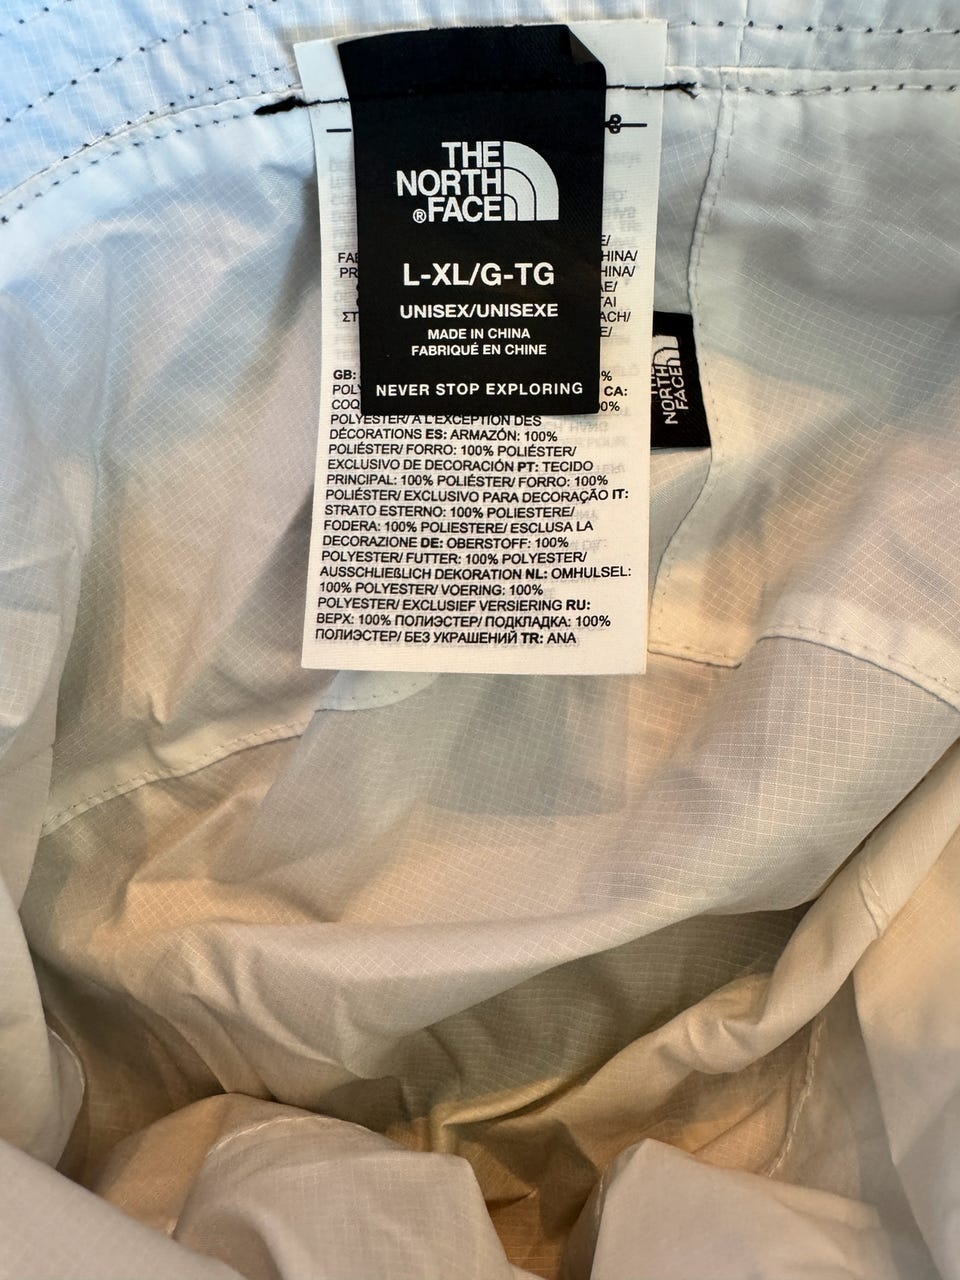 THE
NORTH
® FACE
L-XL/G-TG
UNISEX/UNISEXE
MADE IN CHINA
FABRIQUÉ EN CHINE
NEVER STOP EXPLORING
HINA/
HINA/
GB:
CA:
POLYESTER/ À L'EXCEPTION DES
DÉCORATIONS ES: ARMAZÓN: 100%
POLIÉSTER/ FORRO: 100% POLIÉSTER/
EXCLUSIVO DE DECORACIÓN PT: TECIDO
PRINCIPAL: 100% POLIÉSTER/ FORRO: 100%
POLIÉSTER/ EXCLUSIVO PARA DECORAÇÃO IT:
STRATO ESTERNO: 100% POLIESTERE/
FODERA: 100% POLIESTERE/ ESCLUSA LA
DECORAZIONE DE: OBERSTOFF: 100%
POLYESTER/ FUTTER: 100% POLYESTER/
AUSSCHLIEßLICH DEKORATION NL: OMHULSEL:
100% POLYESTER/ VOERING: 100%
POLYESTER/ EXCLUSIEF VERSIERING RU:
ВЕРХ: 100% ПОЛИЭСТЕР/ ПОДКЛАДКА: 100%
ПОЛИЭСТЕР/ БЕЗ УКРАШЕНИЙ TR: ANA
THE
NORTH
FACE